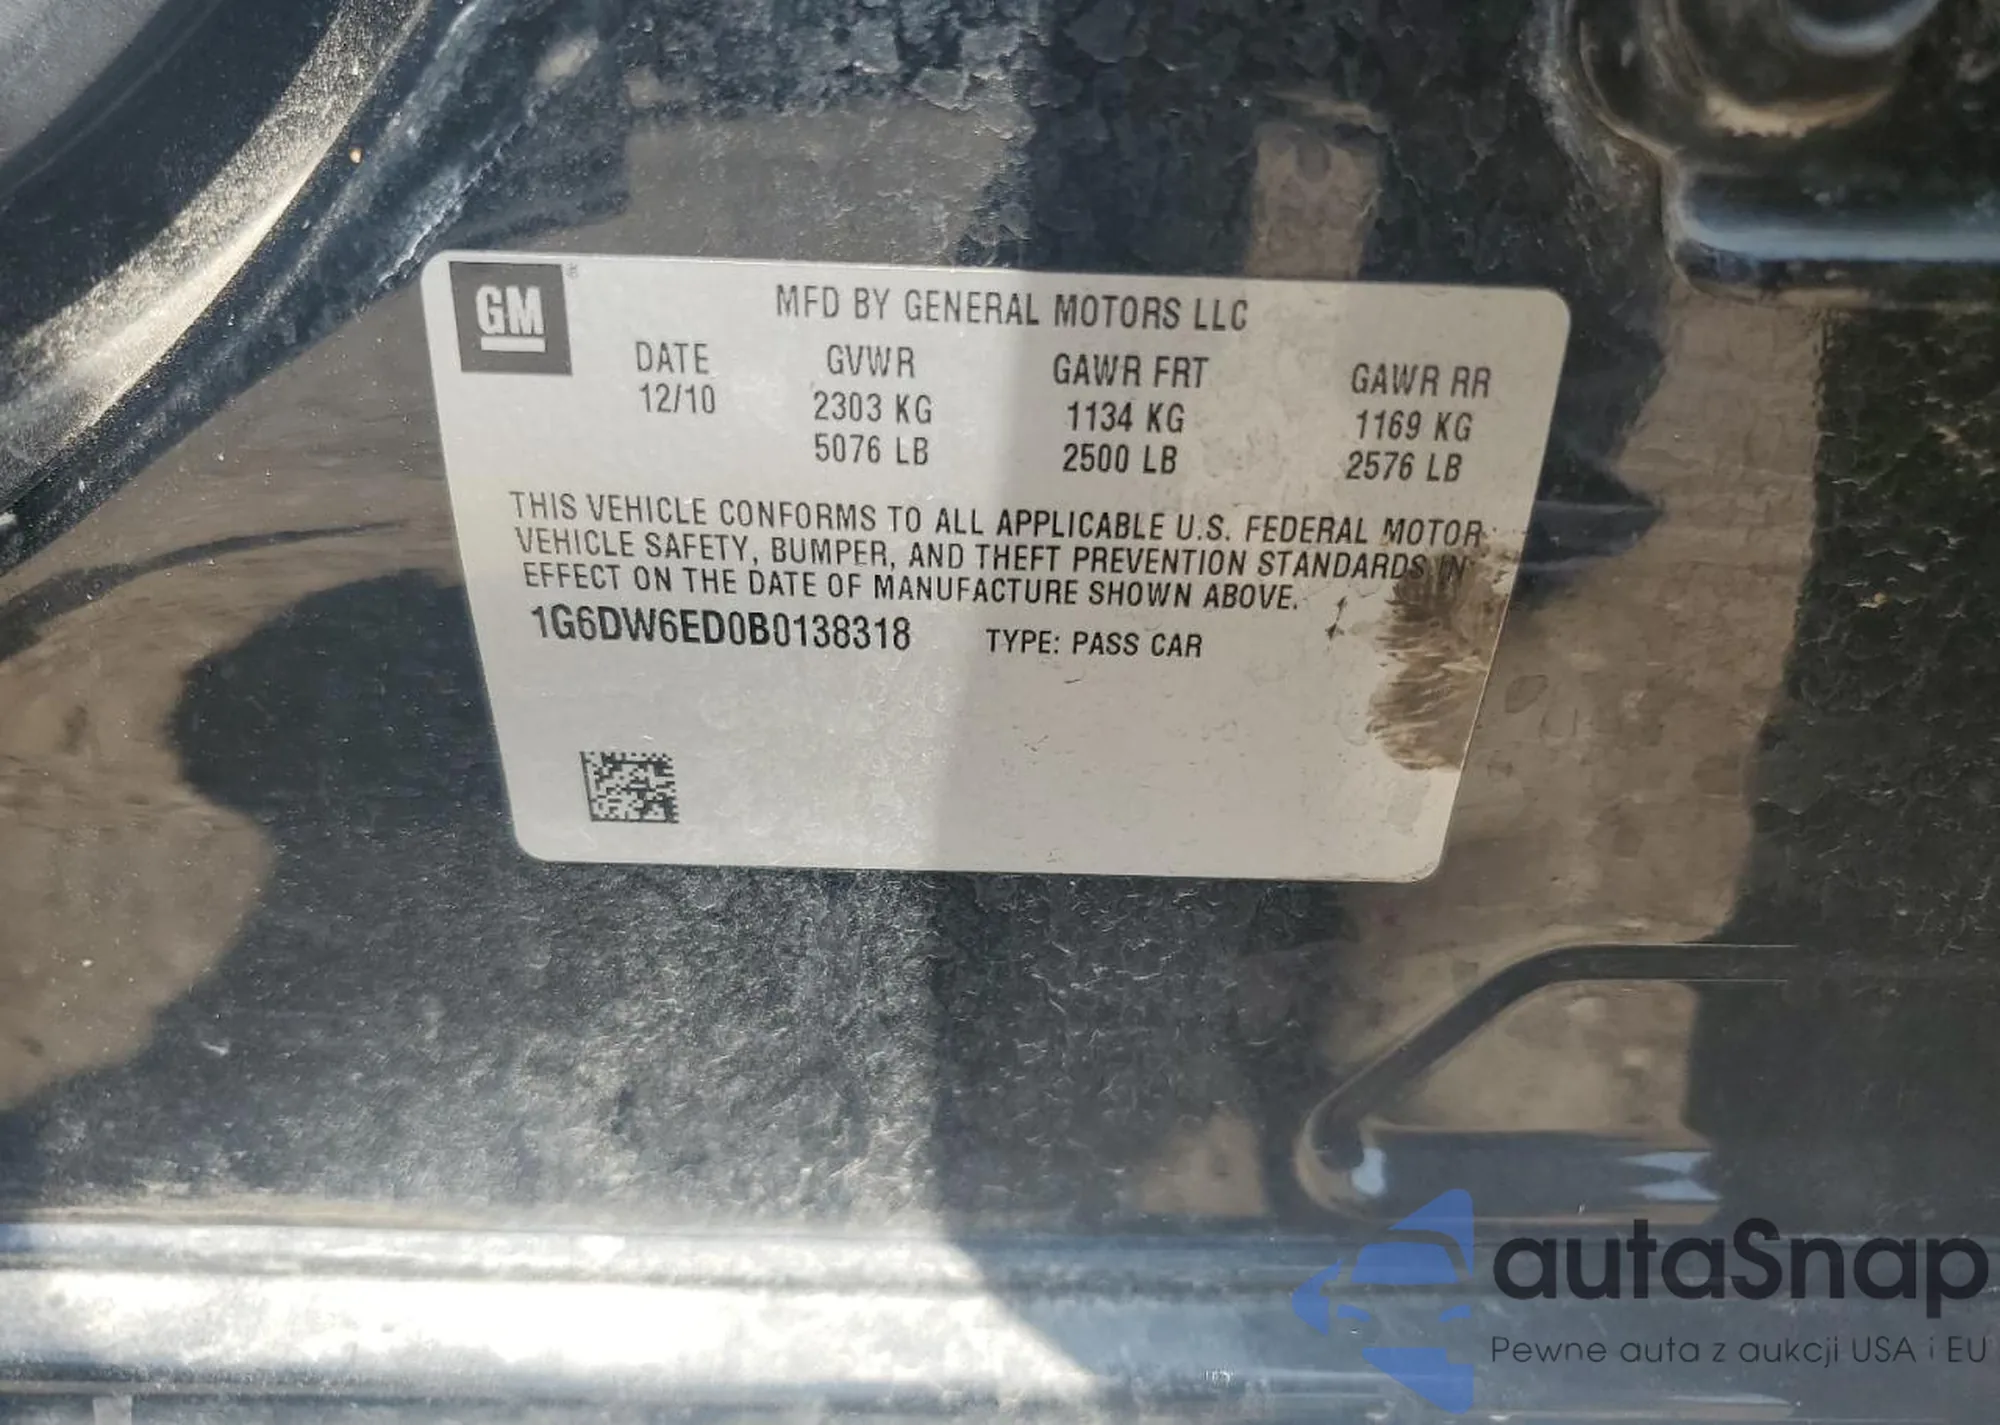 GM ®
MFD BY GENERAL MOTORS LLC
DATE GVWR GAWR FRT GAWR RR
12/10 2303 KG 1134 KG 1169 KG
5076 LB 2500 LB 2576 LB
THIS VEHICLE CONFORMS TO ALL APPLICABLE U.S. FEDERAL MOTOR
VEHICLE SAFETY, BUMPER, AND THEFT PREVENTION STANDARDS IN
EFFECT ON THE DATE OF MANUFACTURE SHOWN ABOVE.
1G6DW6ED0B0138318 TYPE: PASS CAR
autaSnap
Pewne auta z aukcji USA i EU